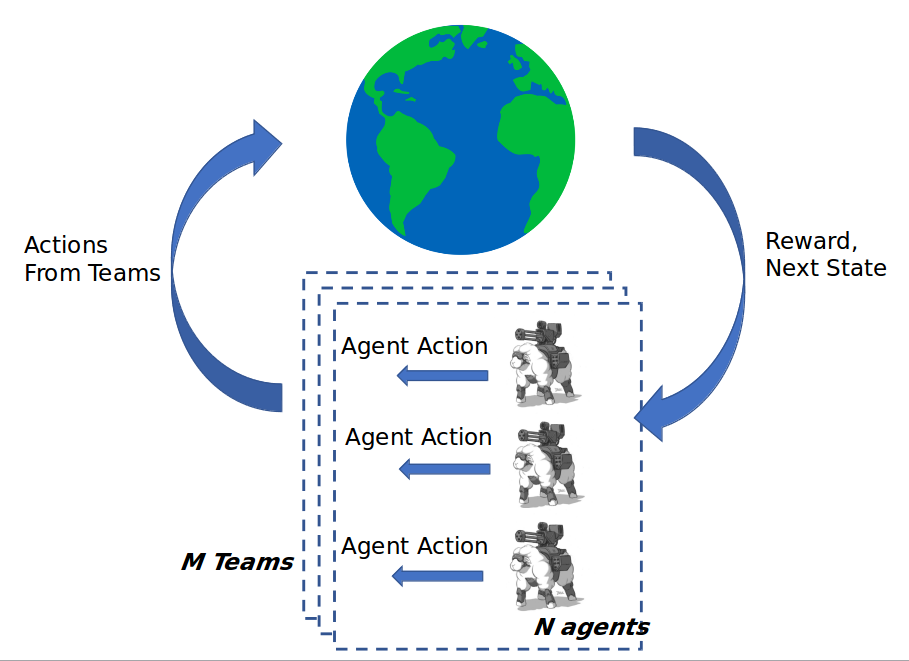 Actions
From Teams
Reward,
Next State
Agent Action
Agent Action
Agent Action
M Teams
N agents